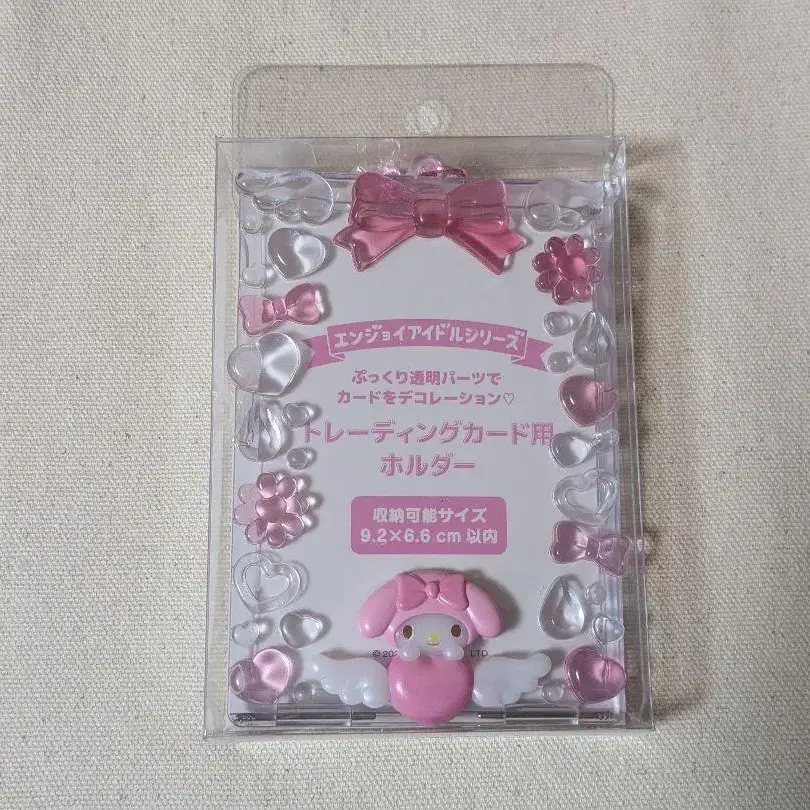 エンジョイアイドルシリーズ
ぷっくり透明パーツで
カードをデコレーション♡
トレーディングカード用
ホルダー
収納可能サイズ
9.2×6.6 cm 以内
© 20 LTD.